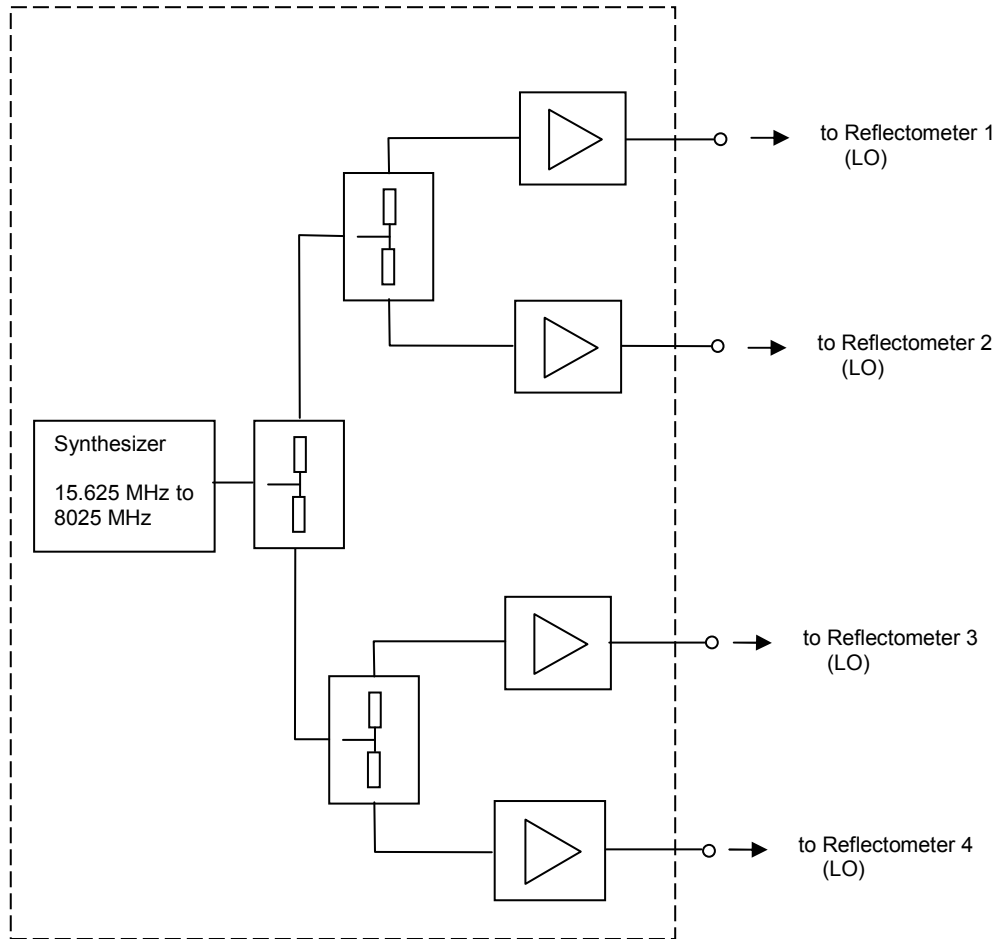 to Reflectometer 1
(LO)
to Reflectometer 2
(LO)
Synthesizer
15.625 MHz to
8025 MHz
to Reflectometer 3
(LO)
to Reflectometer 4
(LO)